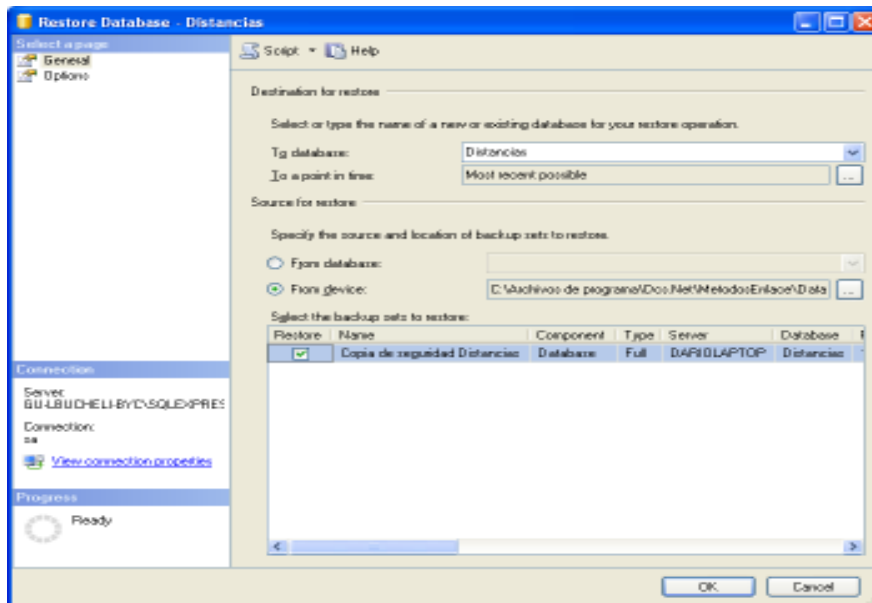 Restore Database - Distancias
Select a page
General
Options
Script Help
Destination for restore
Select or type the name of a new or existing database for your restore operation.
To database: Distancias
To a point in time: Most recent possible ...
Source for restore
Specify the source and location of backup sets to restore.
From database:
From device: C:\Archivos de programa\Dos.Net\MetodosEnlace\Data ...
Select the backup sets to restore:
Restore Name Component Type Server Database
Copia de seguridad Distancias Database Full DARIOLAPTOP Distancias
Connection
Server:
Connection:
sa
View connection properties
Progress
Ready
OK Cancel